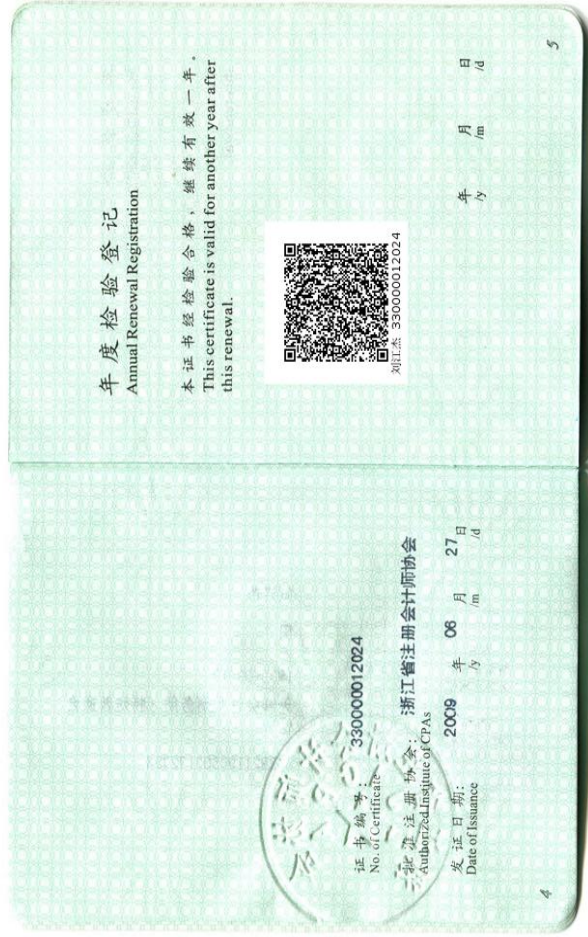 证书编号： 330000012024
No. of Certificate
批准注册协会： 浙江省注册会计师协会
Authorized Institute of CPAs
发证日期： 2009 年 06 月 27 日
Date of Issuance /y /m /d
4
年度检验登记
Annual Renewal Registration
本证书经检验合格，继续有效一年。
This certificate is valid for another year after
this renewal.
刘江杰 330000012024
年 月 日
/y /m /d
5